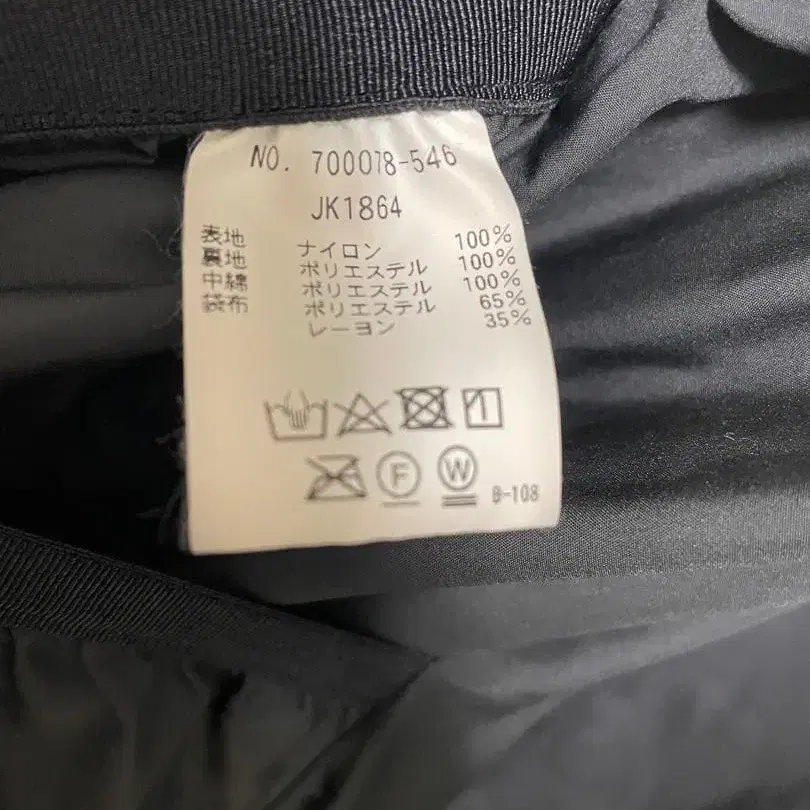 NO. 700078-546
JK1864
表地 ナイロン 100%
裏地 ポリエステル 100%
中綿 ポリエステル 100%
袋布 ポリエステル 65%
レーヨン 35%
F W B-108